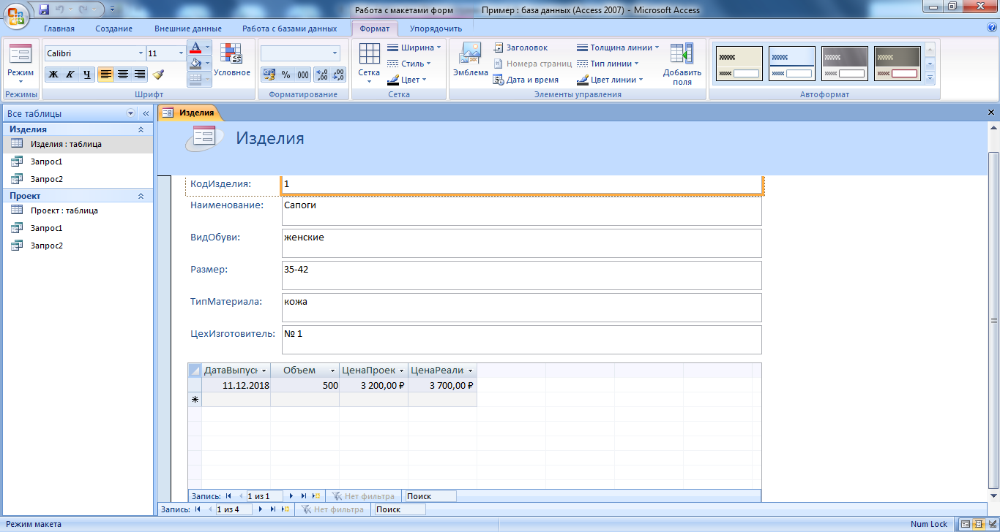 Работа с макетами форм Пример : база данных (Access 2007) - Microsoft Access
Главная Создание Внешние данные Работа с базами данных Формат Упорядочить
Calibri 11 Ширина Заголовок Толщина линии
Стиль Номера страниц Тип линии
Режим Ж К Ч Условное % 000 Сетка Цвет Эмблема Дата и время Цвет линии Добавить поля
Режимы Шрифт Форматирование Сетка Элементы управления Автоформат
Все таблицы « Изделия
Изделия
Изделия : таблица
Запрос1
Запрос2
Проект
Проект : таблица
Запрос1
Запрос2
Изделия
КодИзделия: 1
Наименование: Сапоги
ВидОбуви: женские
Размер: 35-42
ТипМатериала: кожа
ЦехИзготовитель: № 1
ДатаВыпус Объем ЦенаПроек ЦенаРеали
11.12.2018 500 3 200,00 ₽ 3 700,00 ₽
Запись: 1 из 1 Нет фильтра Поиск
Запись: 1 из 4 Нет фильтра Поиск
Режим макета Num Lock